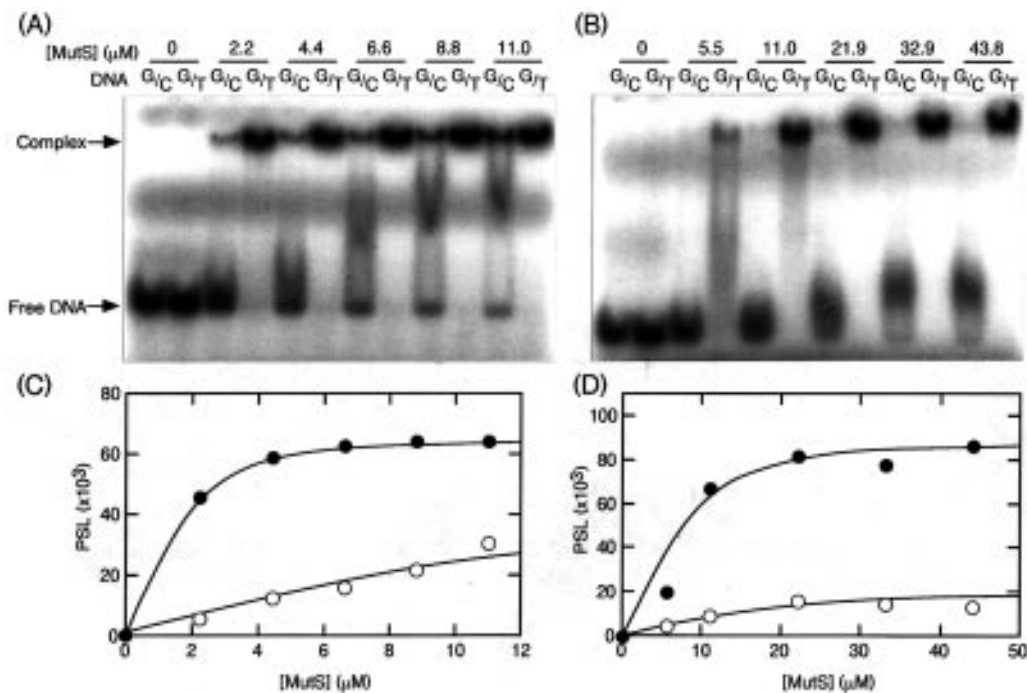 (A)
[MutS] (μM) 0 2.2 4.4 6.6 8.8 11.0
DNA G/C G/T G/C G/T G/C G/T G/C G/T G/C G/T G/C G/T
Complex
Free DNA
(B)
0 5.5 11.0 21.9 32.9 43.8
G/C G/T G/C G/T G/C G/T G/C G/T G/C G/T G/C G/T
(C)
PSL (x10³)
80
60
40
20
0
0 2 4 6 8 10 12
[MutS] (μM)
(D)
PSL (x10³)
100
80
60
40
20
0
0 10 20 30 40 50
[MutS] (μM)